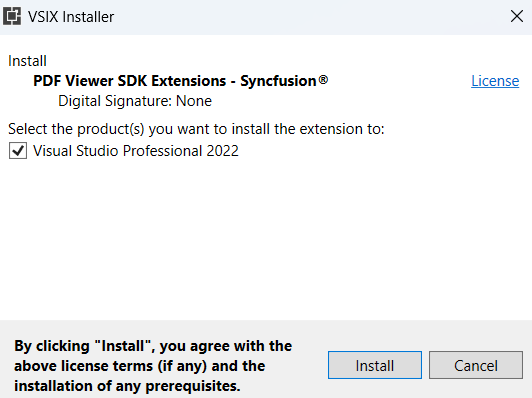 VSIX Installer
Install
PDF Viewer SDK Extensions - Syncfusion®
License
Digital Signature: None
Select the product(s) you want to install the extension to:
Visual Studio Professional 2022
By clicking "Install", you agree with the
above license terms (if any) and the
installation of any prerequisites.
Install
Cancel